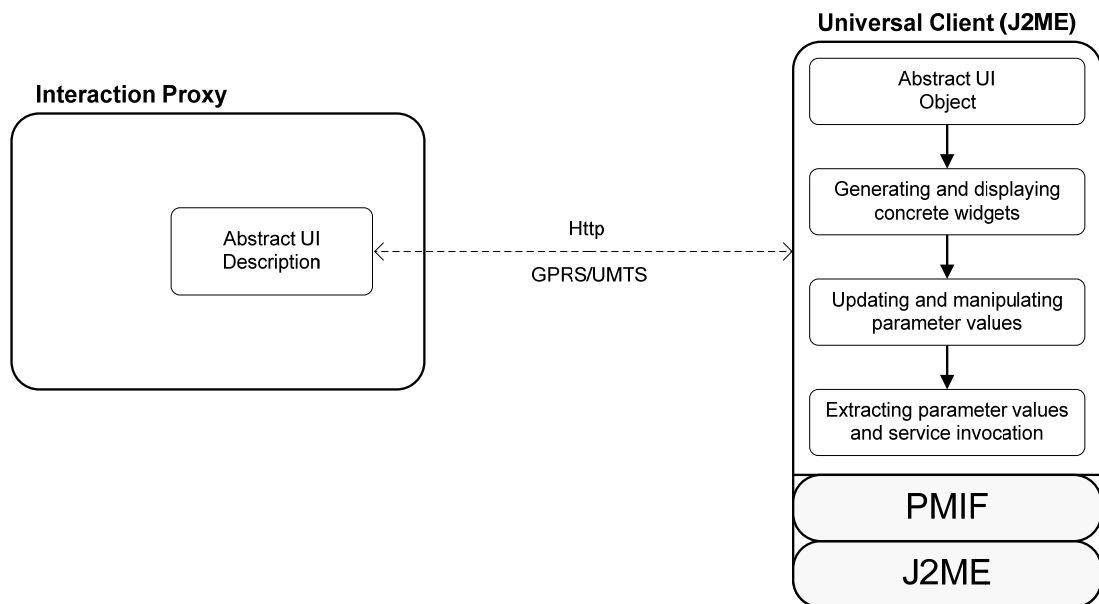 Universal Client (J2ME)
Interaction Proxy
Abstract UI
Description
Http
GPRS/UMTS
Abstract UI
Object
Generating and displaying
concrete widgets
Updating and manipulating
parameter values
Extracting parameter values
and service invocation
PMIF
J2ME